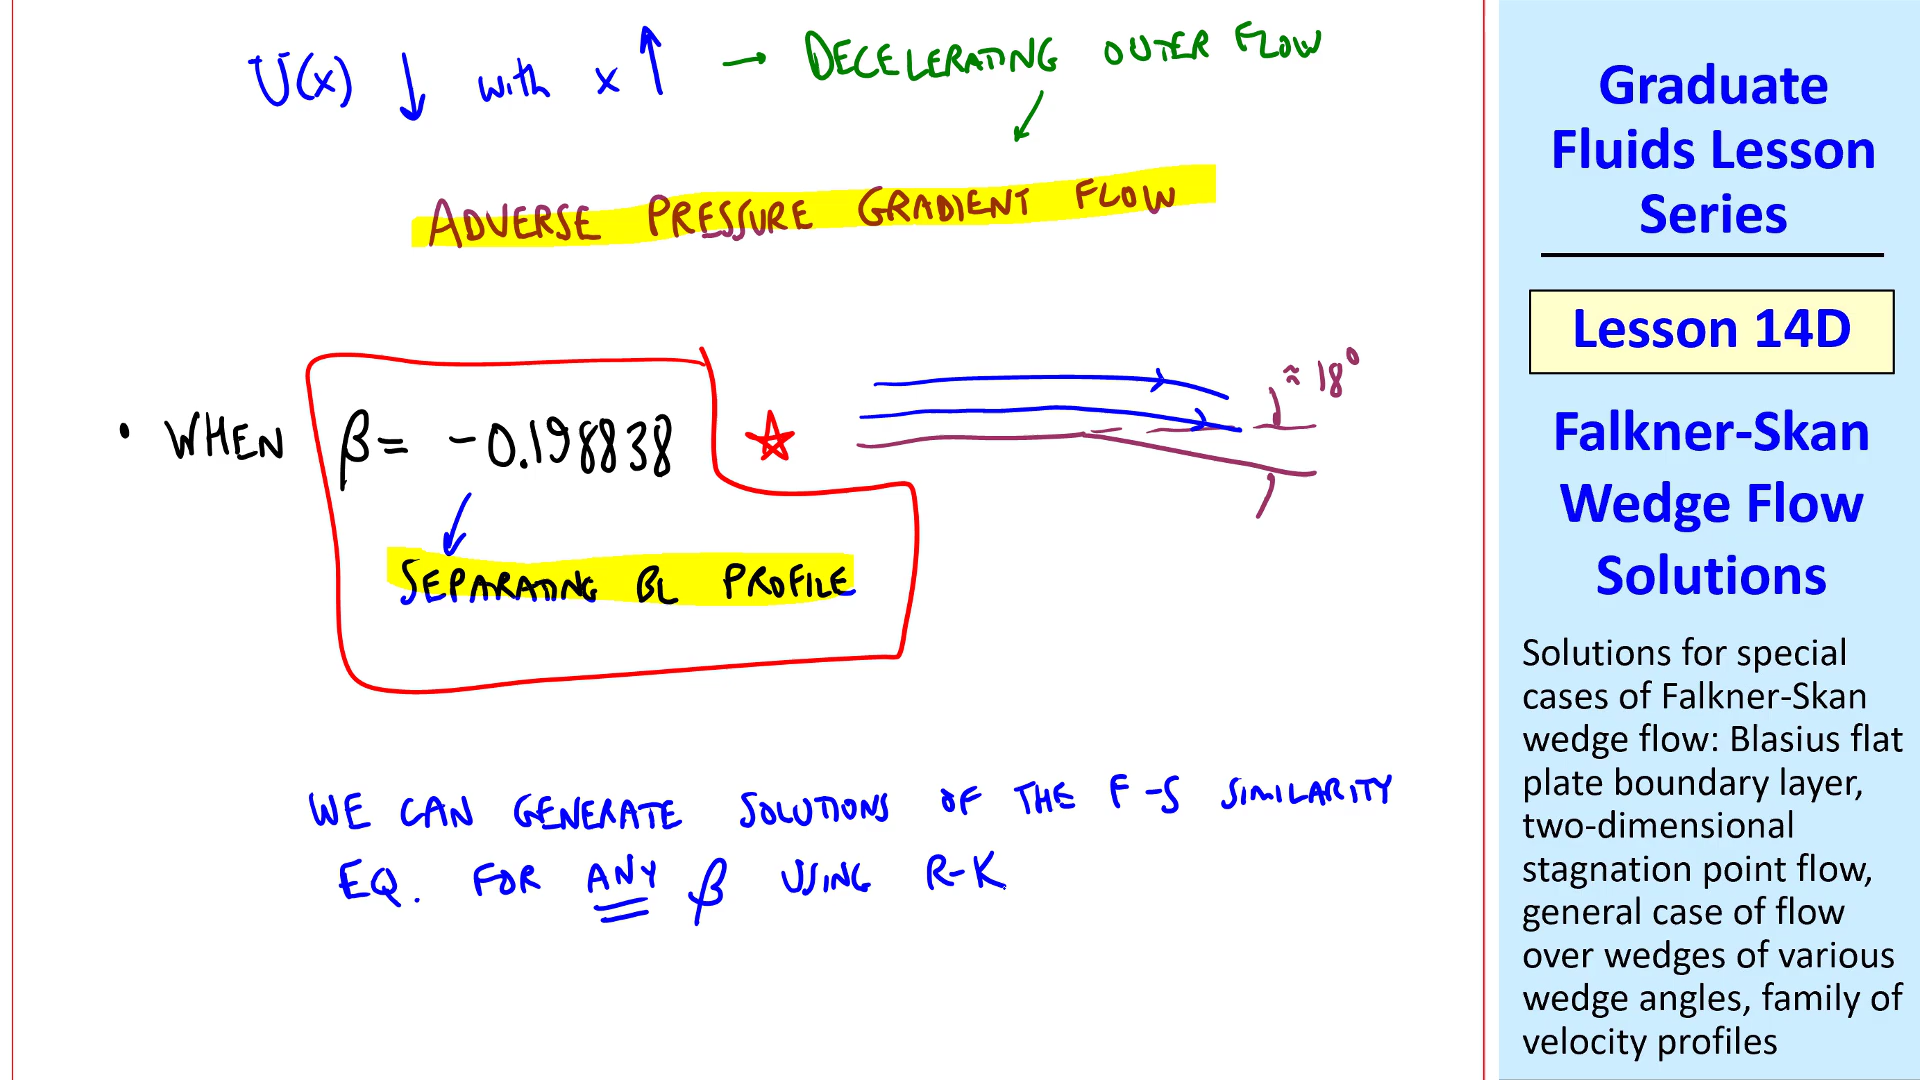 U(x) ↓ with x ↑ → DECELERATING OUTER FLOW
ADVERSE PRESSURE GRADIENT FLOW
≈ 18°
• WHEN β = -0.198838
SEPARATING BL PROFILE
WE CAN GENERATE SOLUTIONS OF THE F-S SIMILARITY
EQ. FOR ANY β USING R-K
Graduate
Fluids Lesson
Series
Lesson 14D
Falkner-Skan
Wedge Flow
Solutions
Solutions for special
cases of Falkner-Skan
wedge flow: Blasius flat
plate boundary layer,
two-dimensional
stagnation point flow,
general case of flow
over wedges of various
wedge angles, family of
velocity profiles